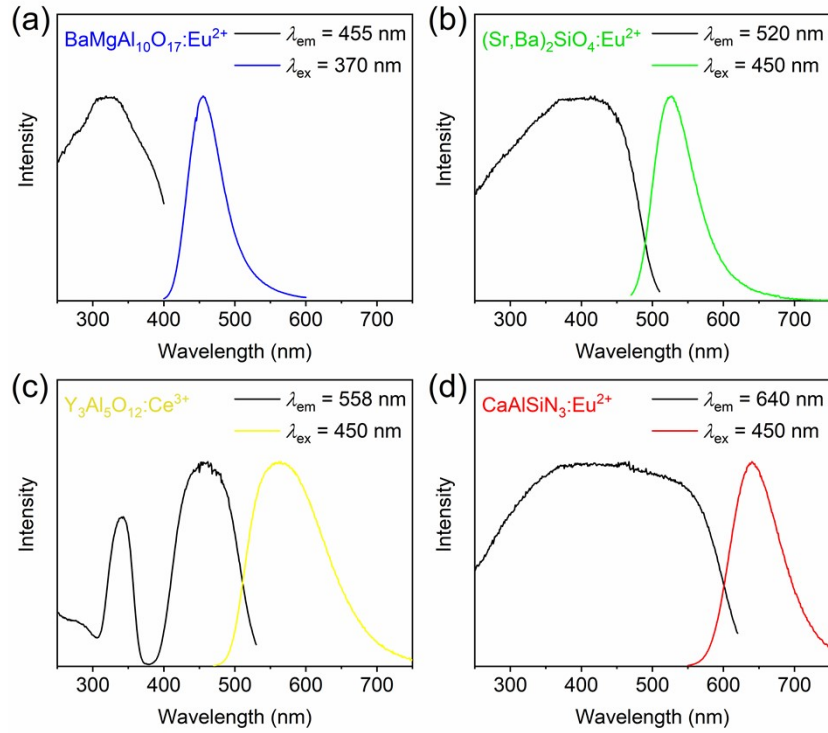 (a)
BaMgAl₁₀O₁₇:Eu²⁺
λem = 455 nm
λex = 370 nm
Intensity
300 400 500 600 700
Wavelength (nm)
(b)
(Sr,Ba)₂SiO₄:Eu²⁺
λem = 520 nm
λex = 450 nm
Intensity
300 400 500 600 700
Wavelength (nm)
(c)
Y₃Al₅O₁₂:Ce³⁺
λem = 558 nm
λex = 450 nm
Intensity
300 400 500 600 700
Wavelength (nm)
(d)
CaAlSiN₃:Eu²⁺
λem = 640 nm
λex = 450 nm
Intensity
300 400 500 600 700
Wavelength (nm)